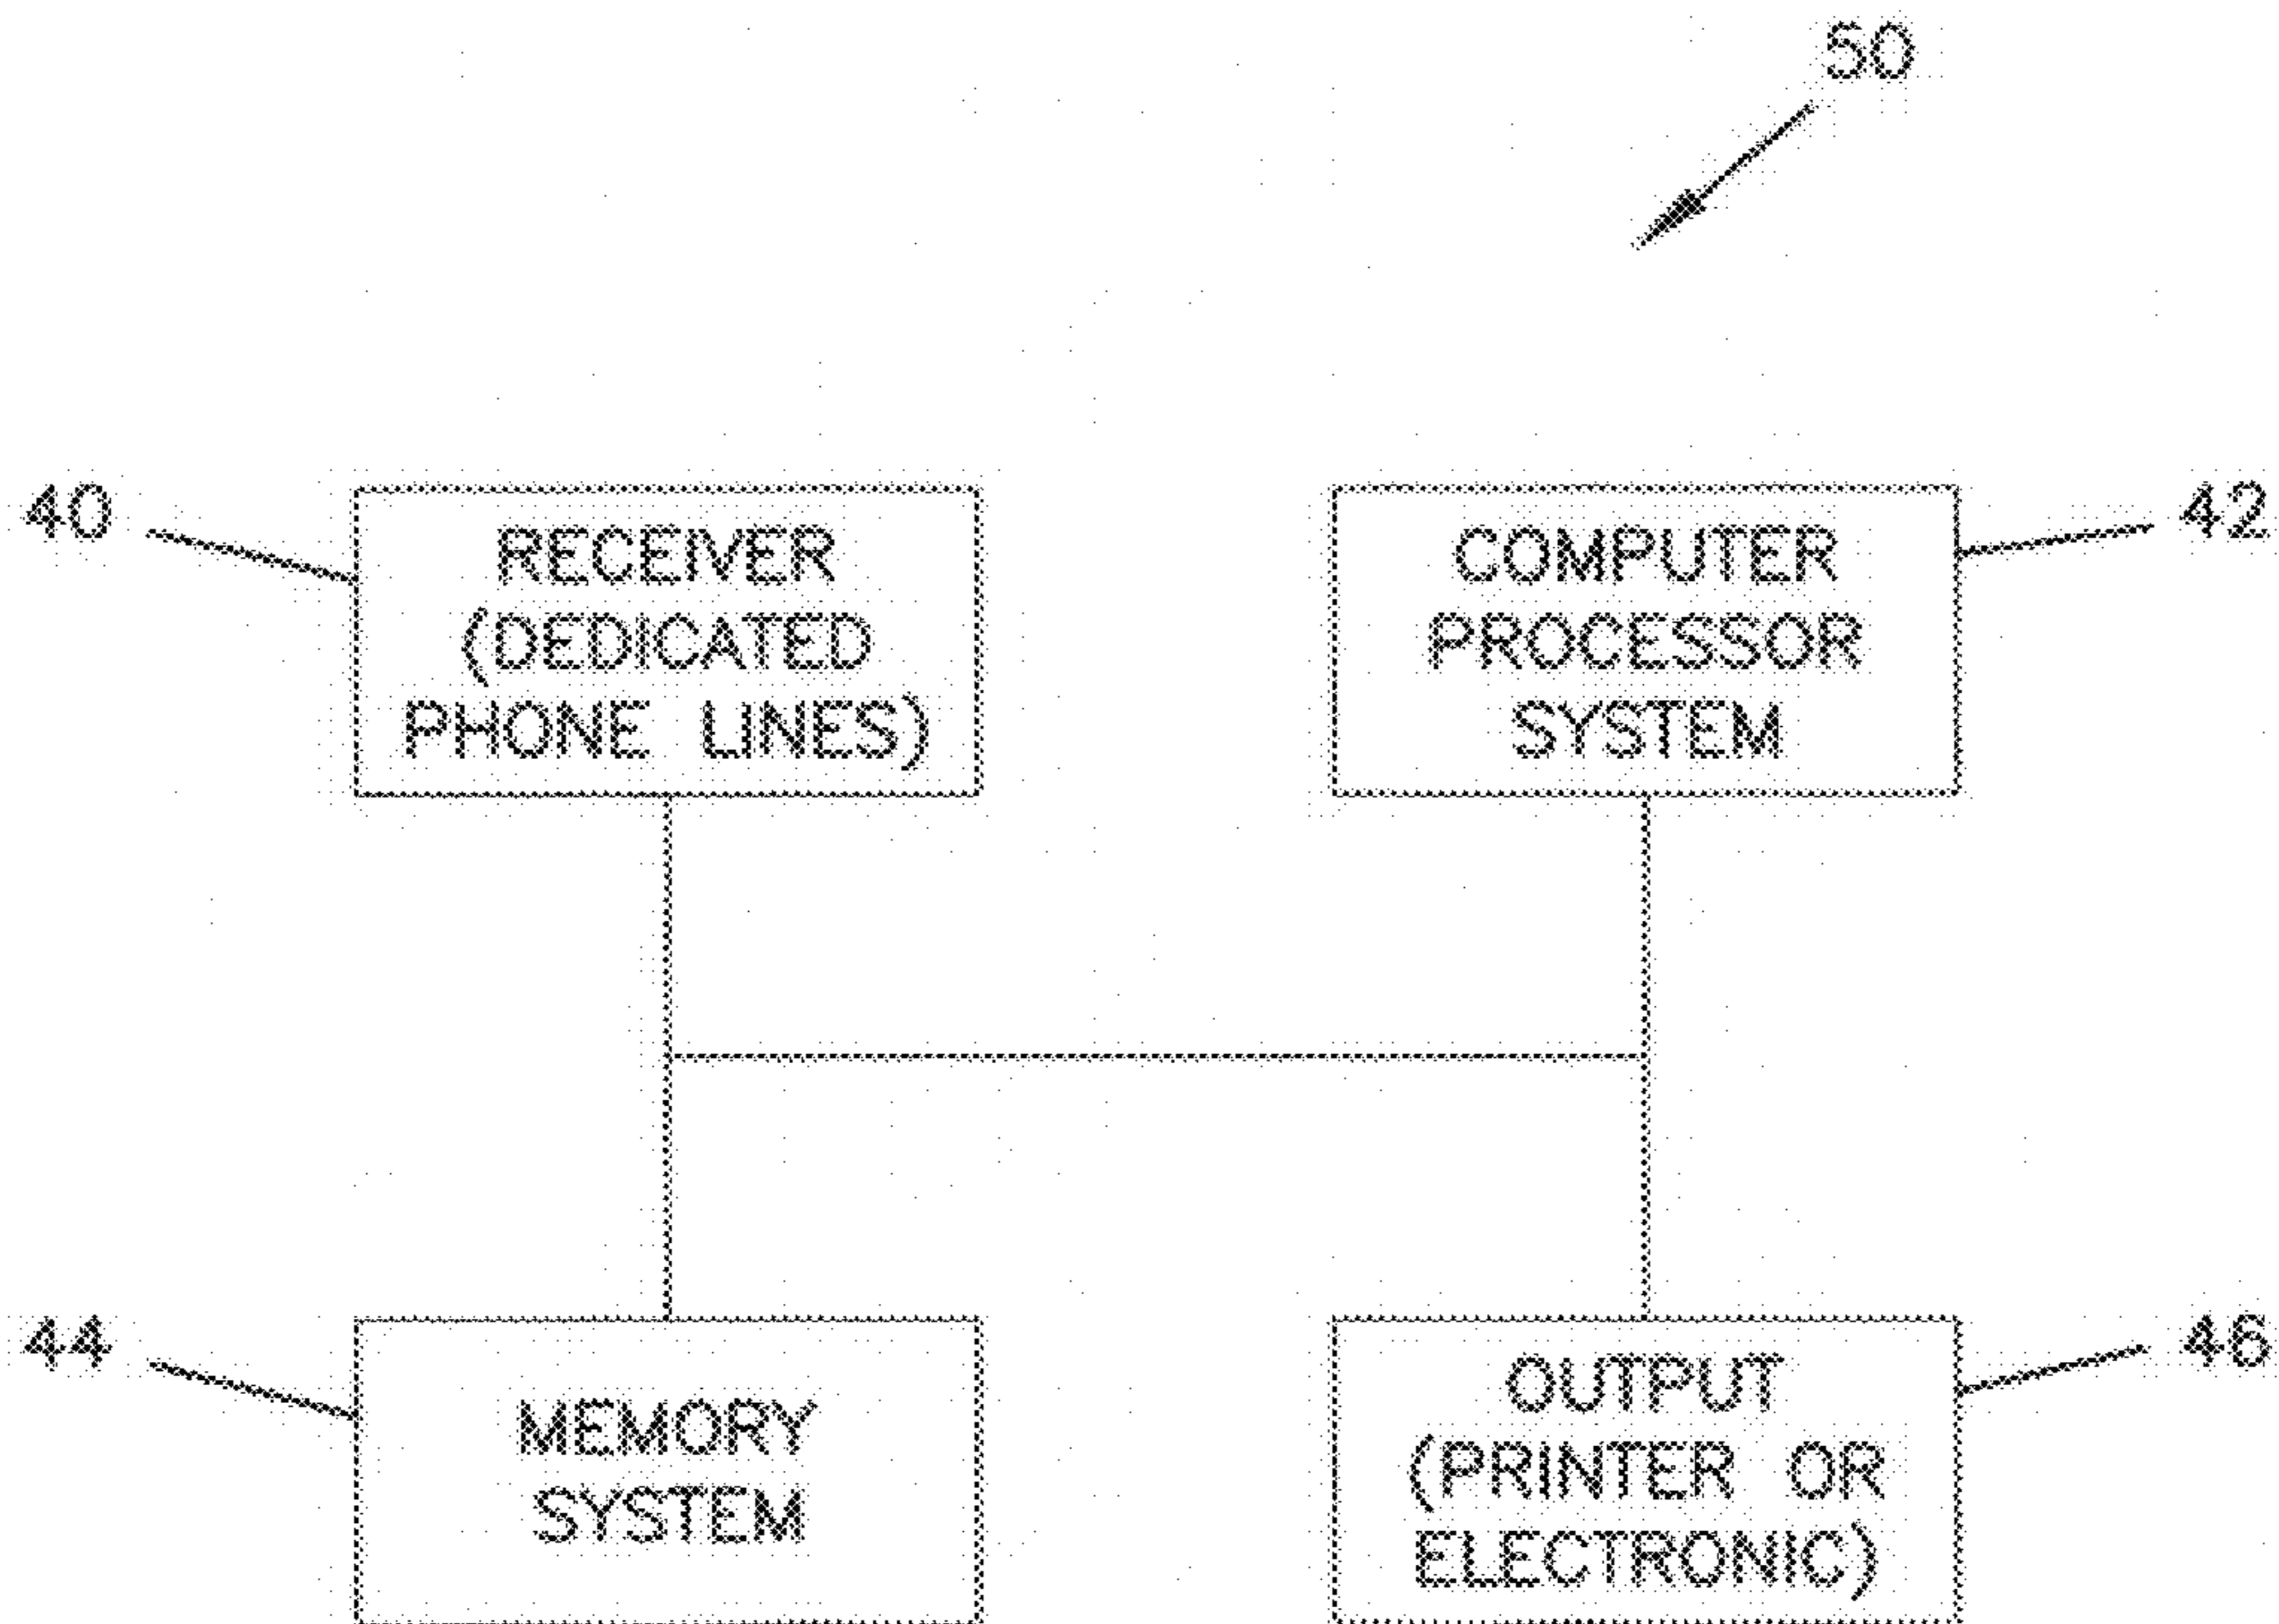 50
40
RECEIVER
(DEDICATED
PHONE LINES)
COMPUTER
PROCESSOR
SYSTEM
42
44
MEMORY
SYSTEM
OUTPUT
(PRINTER OR
ELECTRONIC)
46